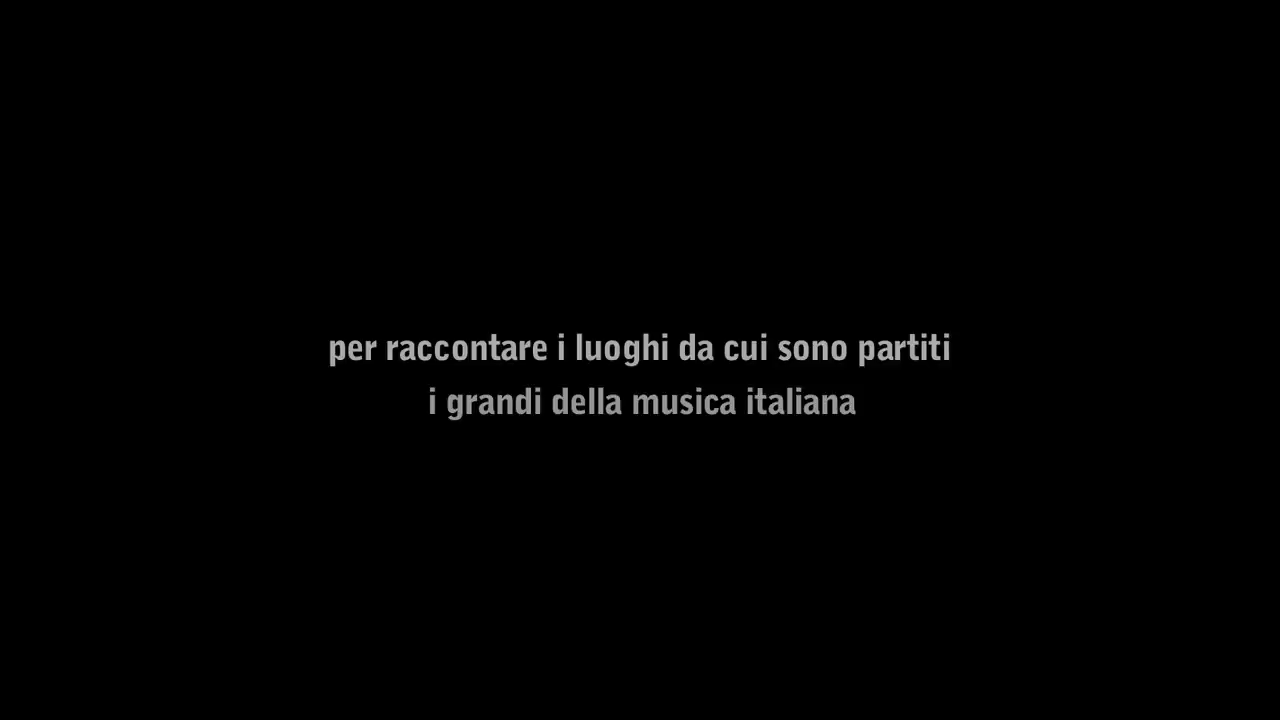 per raccontare i luoghi da cui sono partiti
i grandi della musica italiana